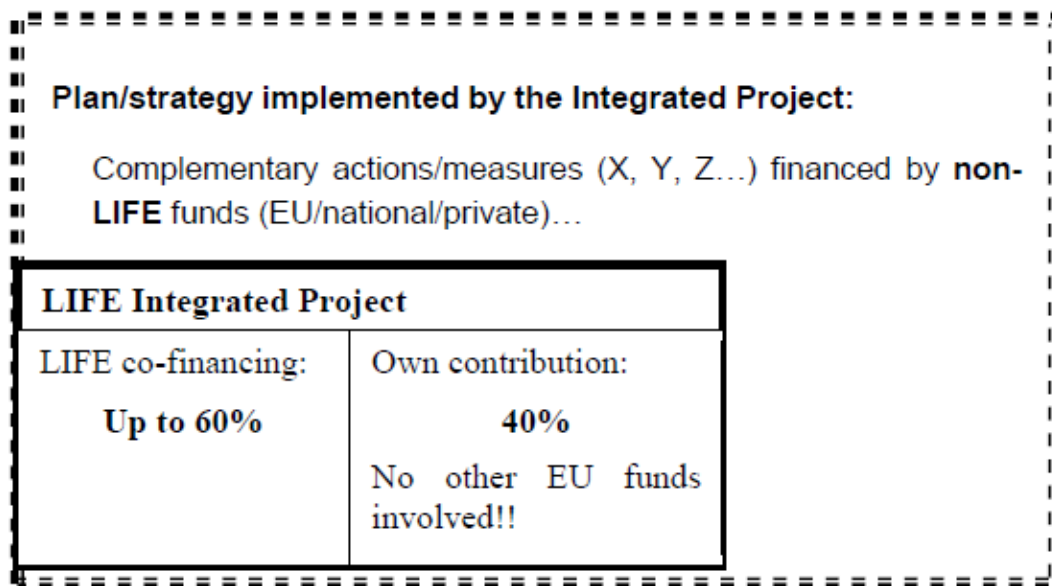 Plan/strategy implemented by the Integrated Project:
Complementary actions/measures (X, Y, Z…) financed by non-
LIFE funds (EU/national/private)…
LIFE Integrated Project
LIFE co-financing:
Up to 60%
Own contribution:
40%
No other EU funds
involved!!